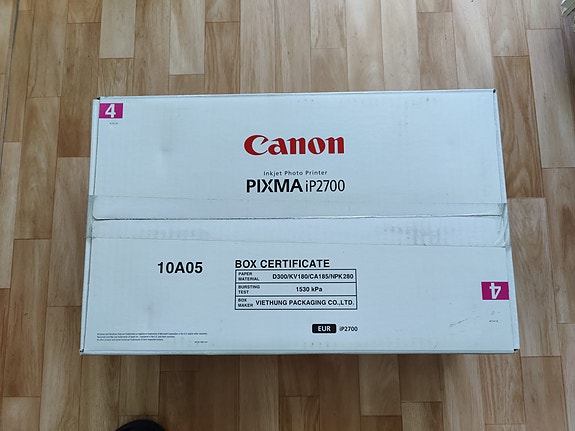 4
Canon
Inkjet Photo Printer
PIXMA iP2700
10A05
BOX CERTIFICATE
PAPER MATERIAL D300/KV180/CA185/NPK280
BURSTING TEST 1530 kPa
BOX MAKER VIETHUNG PACKAGING CO.,LTD.
4
EUR iP2700